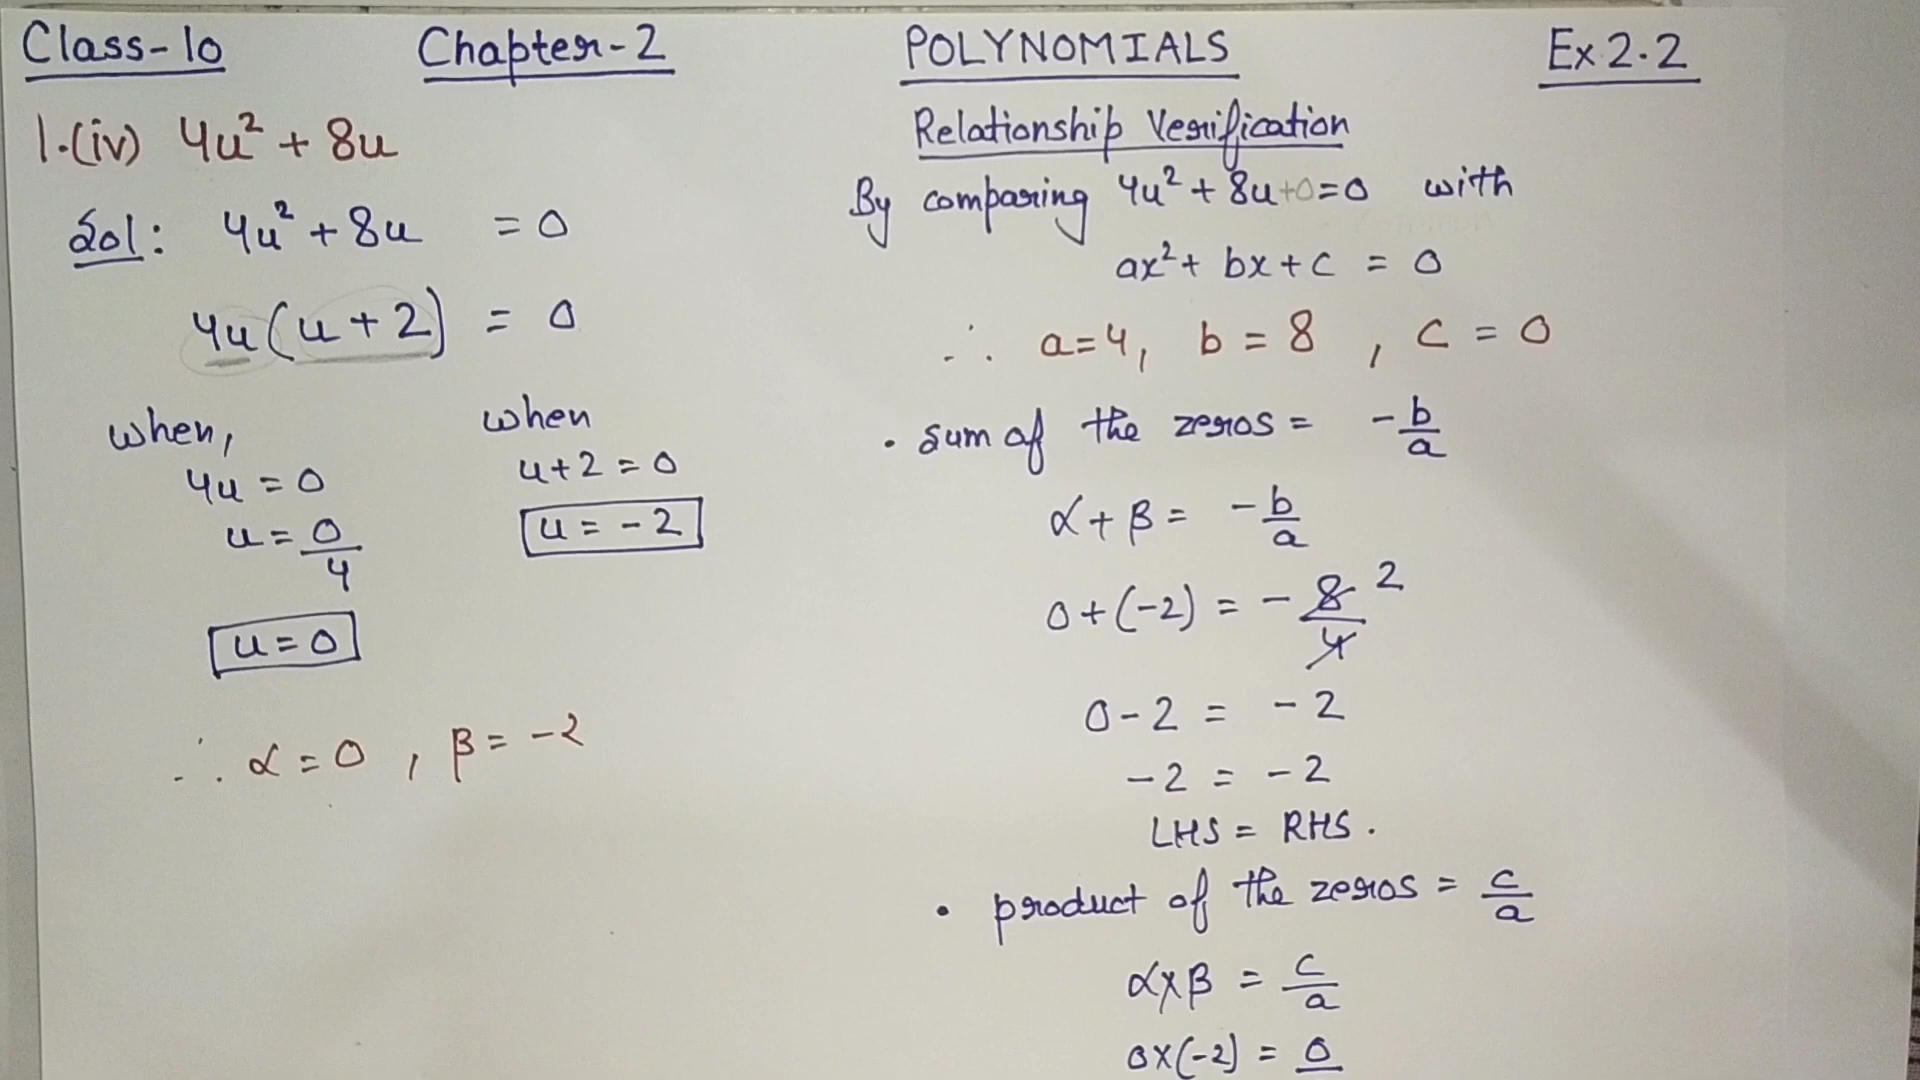 Class-10 Chapter-2 POLYNOMIALS Ex 2.2
1.(iv) 4u² + 8u
Sol: 4u² + 8u = 0
4u(u+2) = 0
when,
4u = 0
u = 0/4
u = 0
when
u+2 = 0
u = -2
∴ α = 0, β = -2
Relationship Verification
By comparing 4u² + 8u+0=0 with
ax² + bx + c = 0
∴ a=4, b = 8, c = 0
• sum of the zeros = -b/a
α + β = -b/a
0+(-2) = -8/4 2
0-2 = -2
-2 = -2
LHS = RHS.
• product of the zeros = c/a
α×β = c/a
0×(-2) = 0